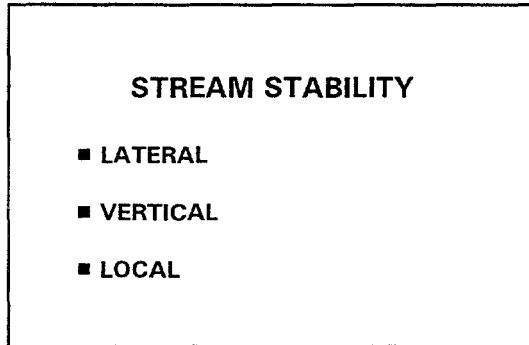 STREAM STABILITY
■ LATERAL
■ VERTICAL
■ LOCAL